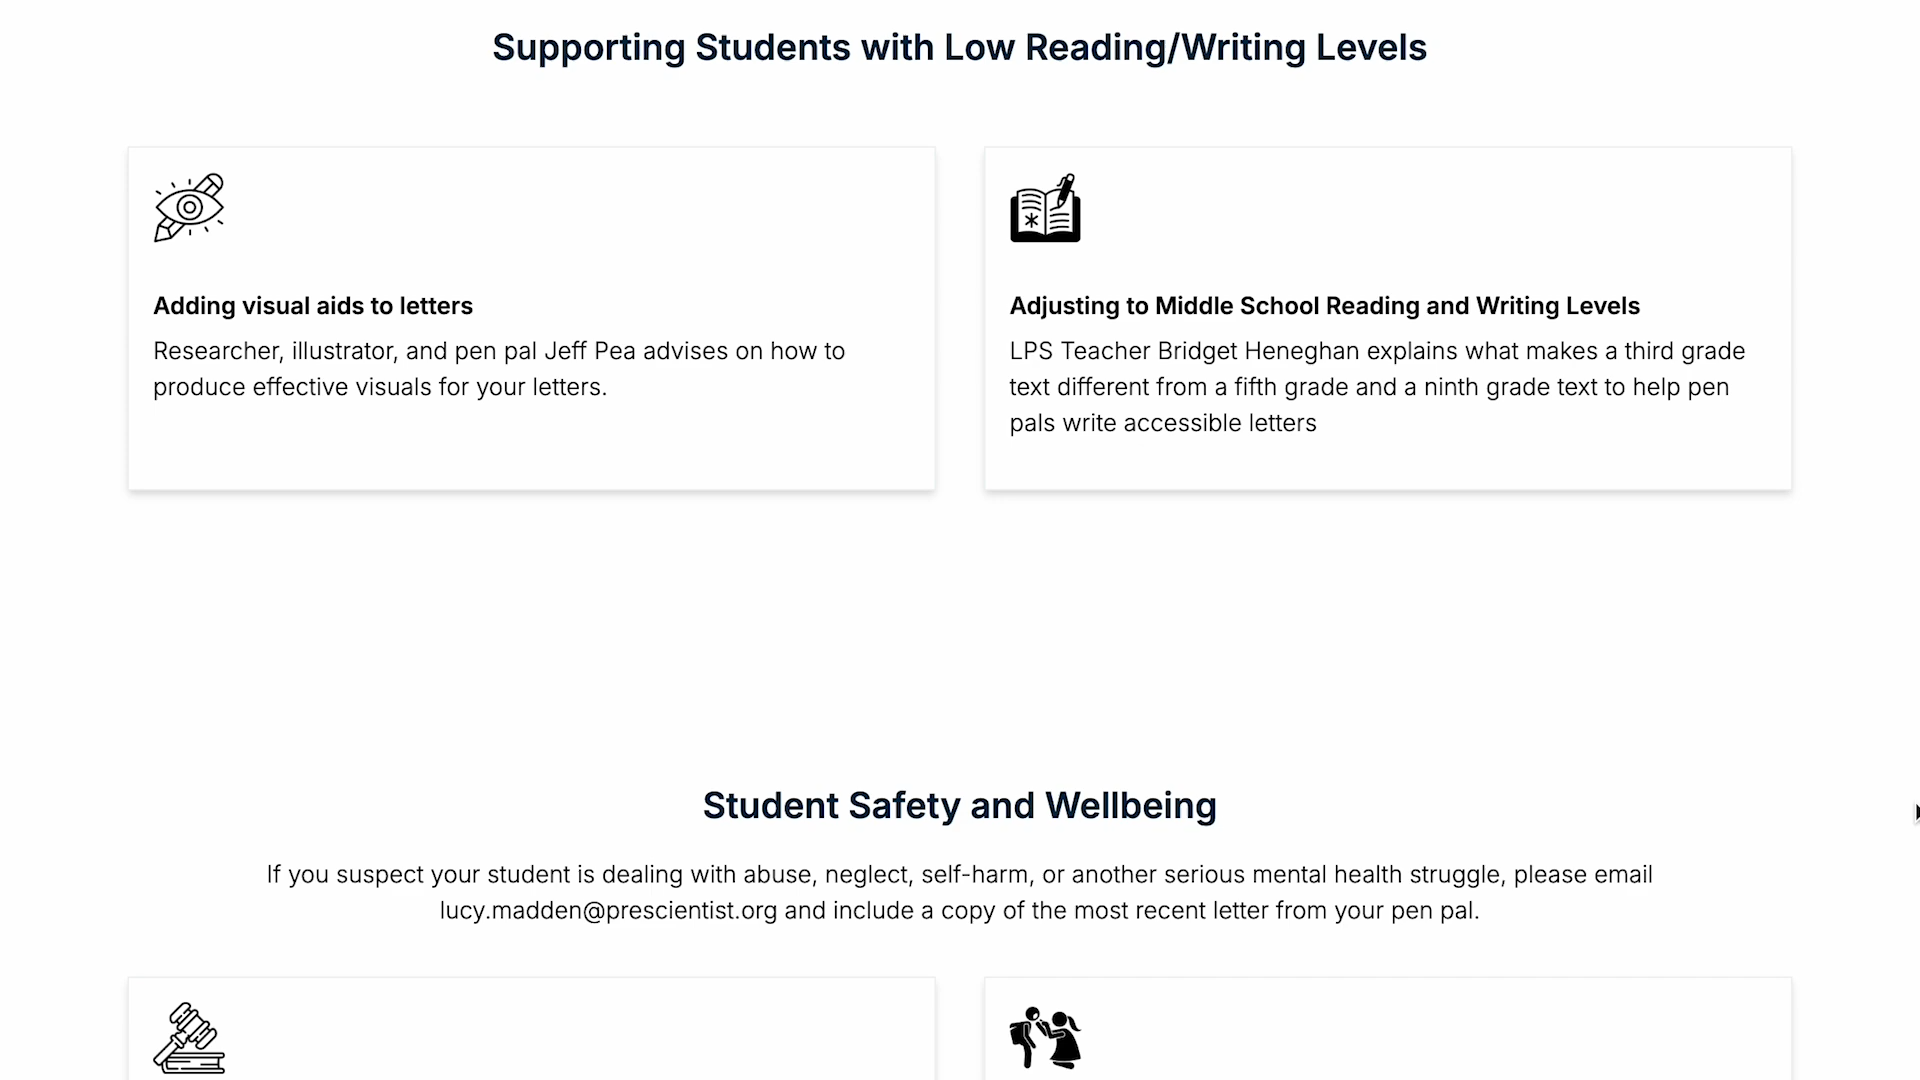 Supporting Students with Low Reading/Writing Levels
Adding visual aids to letters
Researcher, illustrator, and pen pal Jeff Pea advises on how to
produce effective visuals for your letters.
Adjusting to Middle School Reading and Writing Levels
LPS Teacher Bridget Heneghan explains what makes a third grade
text different from a fifth grade and a ninth grade text to help pen
pals write accessible letters
Student Safety and Wellbeing
If you suspect your student is dealing with abuse, neglect, self-harm, or another serious mental health struggle, please email
lucy.madden@prescientist.org and include a copy of the most recent letter from your pen pal.